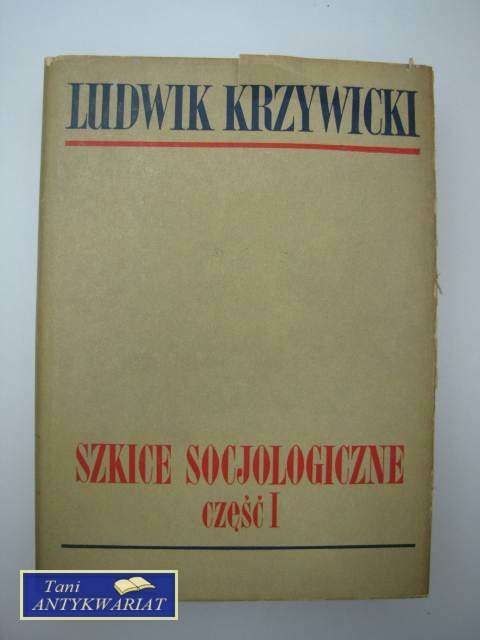 LUDWIK KRZYWICKI
SZKICE SOCJOLOGICZNE
CZĘŚĆ I
Tani
ANTYKWARIAT